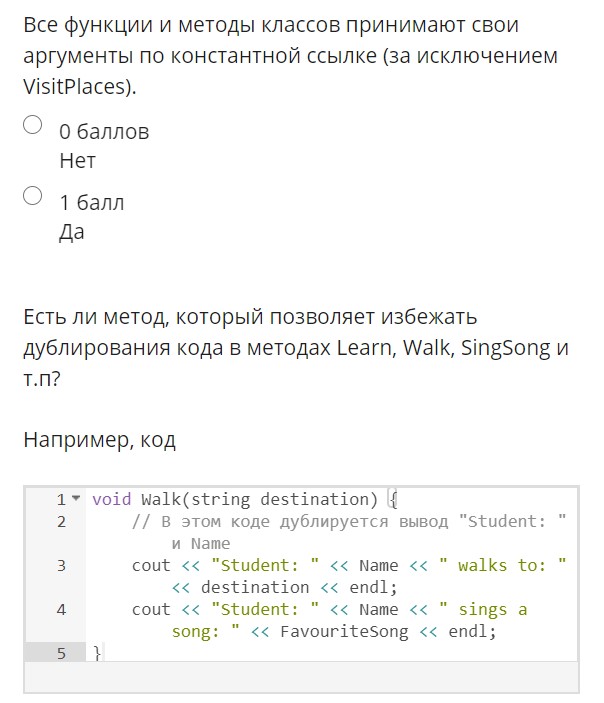 Все функции и методы классов принимают свои
аргументы по константной ссылке (за исключением
VisitPlaces).
0 баллов
Нет
1 балл
Да
Есть ли метод, который позволяет избежать
дублирования кода в методах Learn, Walk, SingSong и
т.п?
Например, код
1 void Walk(string destination) {
2 // В этом коде дублируется вывод "Student: "
и Name
3 cout << "Student: " << Name << " walks to: "
<< destination << endl;
4 cout << "Student: " << Name << " sings a
song: " << FavouriteSong << endl;
5 }